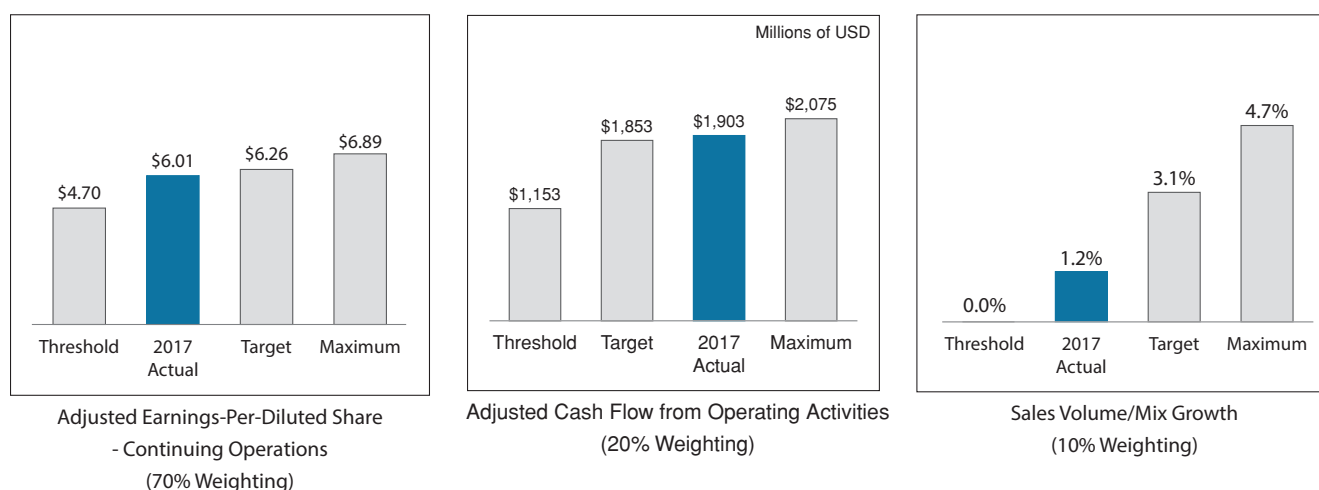 $4.70
$6.01
$6.26
$6.89
Threshold
2017
Actual
Target
Maximum
Adjusted Earnings-Per-Diluted Share
- Continuing Operations
(70% Weighting)
Millions of USD
$1,153
$1,853
$1,903
$2,075
Threshold
Target
2017
Actual
Maximum
Adjusted Cash Flow from Operating Activities
(20% Weighting)
0.0%
1.2%
3.1%
4.7%
Threshold
2017
Actual
Target
Maximum
Sales Volume/Mix Growth
(10% Weighting)